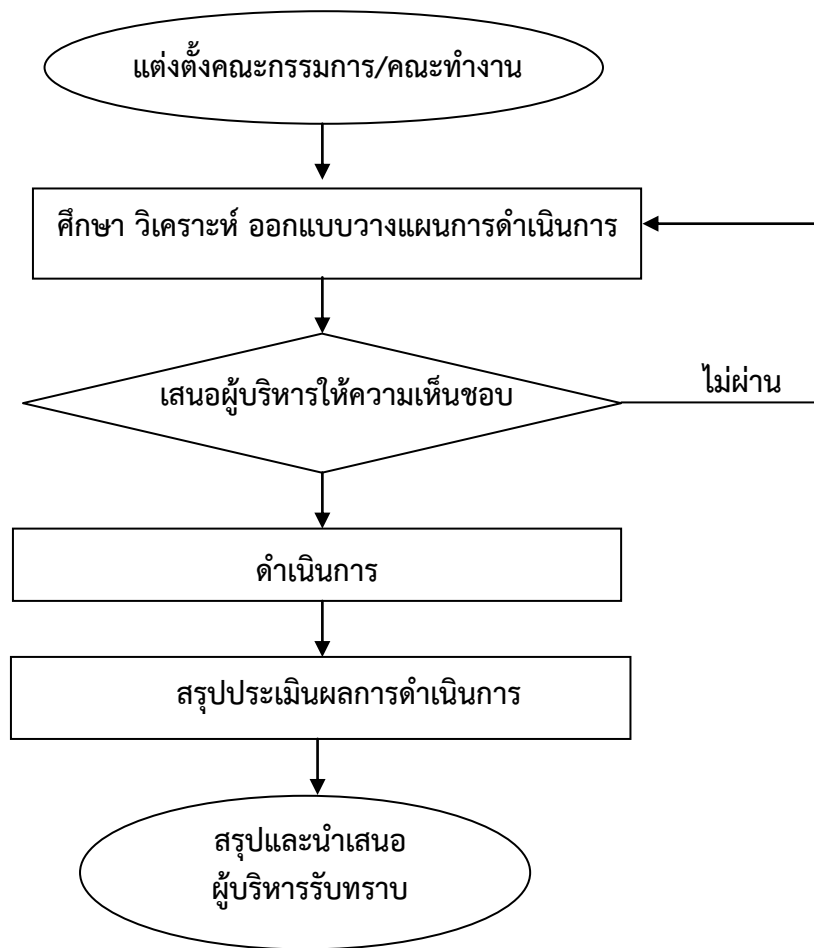 แต่งตั้งคณะกรรมการ/คณะทำงาน
ศึกษา วิเคราะห์ ออกแบบวางแผนการดำเนินการ
เสนอผู้บริหารให้ความเห็นชอบ
ไม่ผ่าน
ดำเนินการ
สรุปประเมินผลการดำเนินการ
สรุปและนำเสนอ
ผู้บริหารรับทราบ